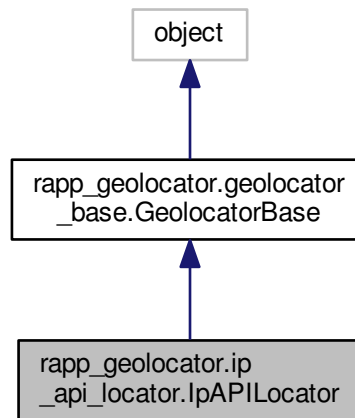 object
rapp_geolocator.geolocator
_base.GeolocatorBase
rapp_geolocator.ip
_api_locator.IpAPILocator